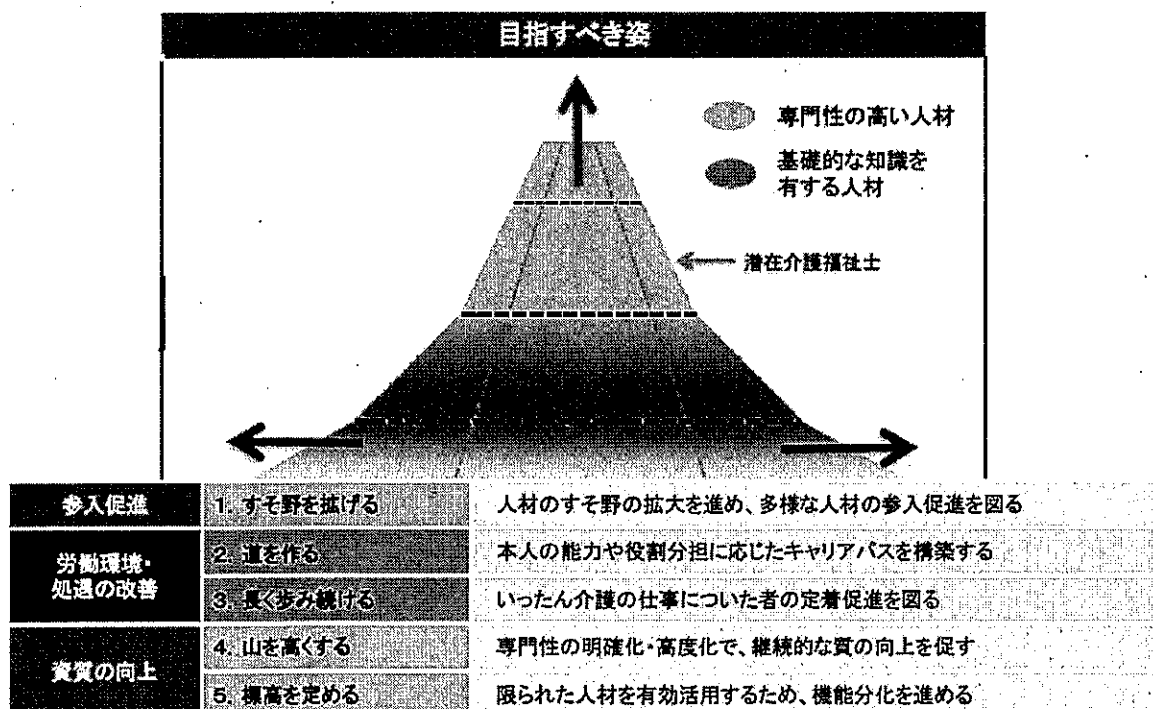 目指すべき姿
専門性の高い人材
基礎的な知識を
有する人材
潜在介護福祉士
参入促進
1. すそ野を拡げる
人材のすそ野の拡大を進め、多様な人材の参入促進を図る
労働環境・
処遇の改善
2. 道を作る
本人の能力や役割分担に応じたキャリアパスを構築する
3. 長く歩み続ける
いったん介護の仕事についた者の定着促進を図る
資質の向上
4. 山を高くする
専門性の明確化・高度化で、継続的な質の向上を促す
5. 標高を定める
限られた人材を有効活用するため、機能分化を進める